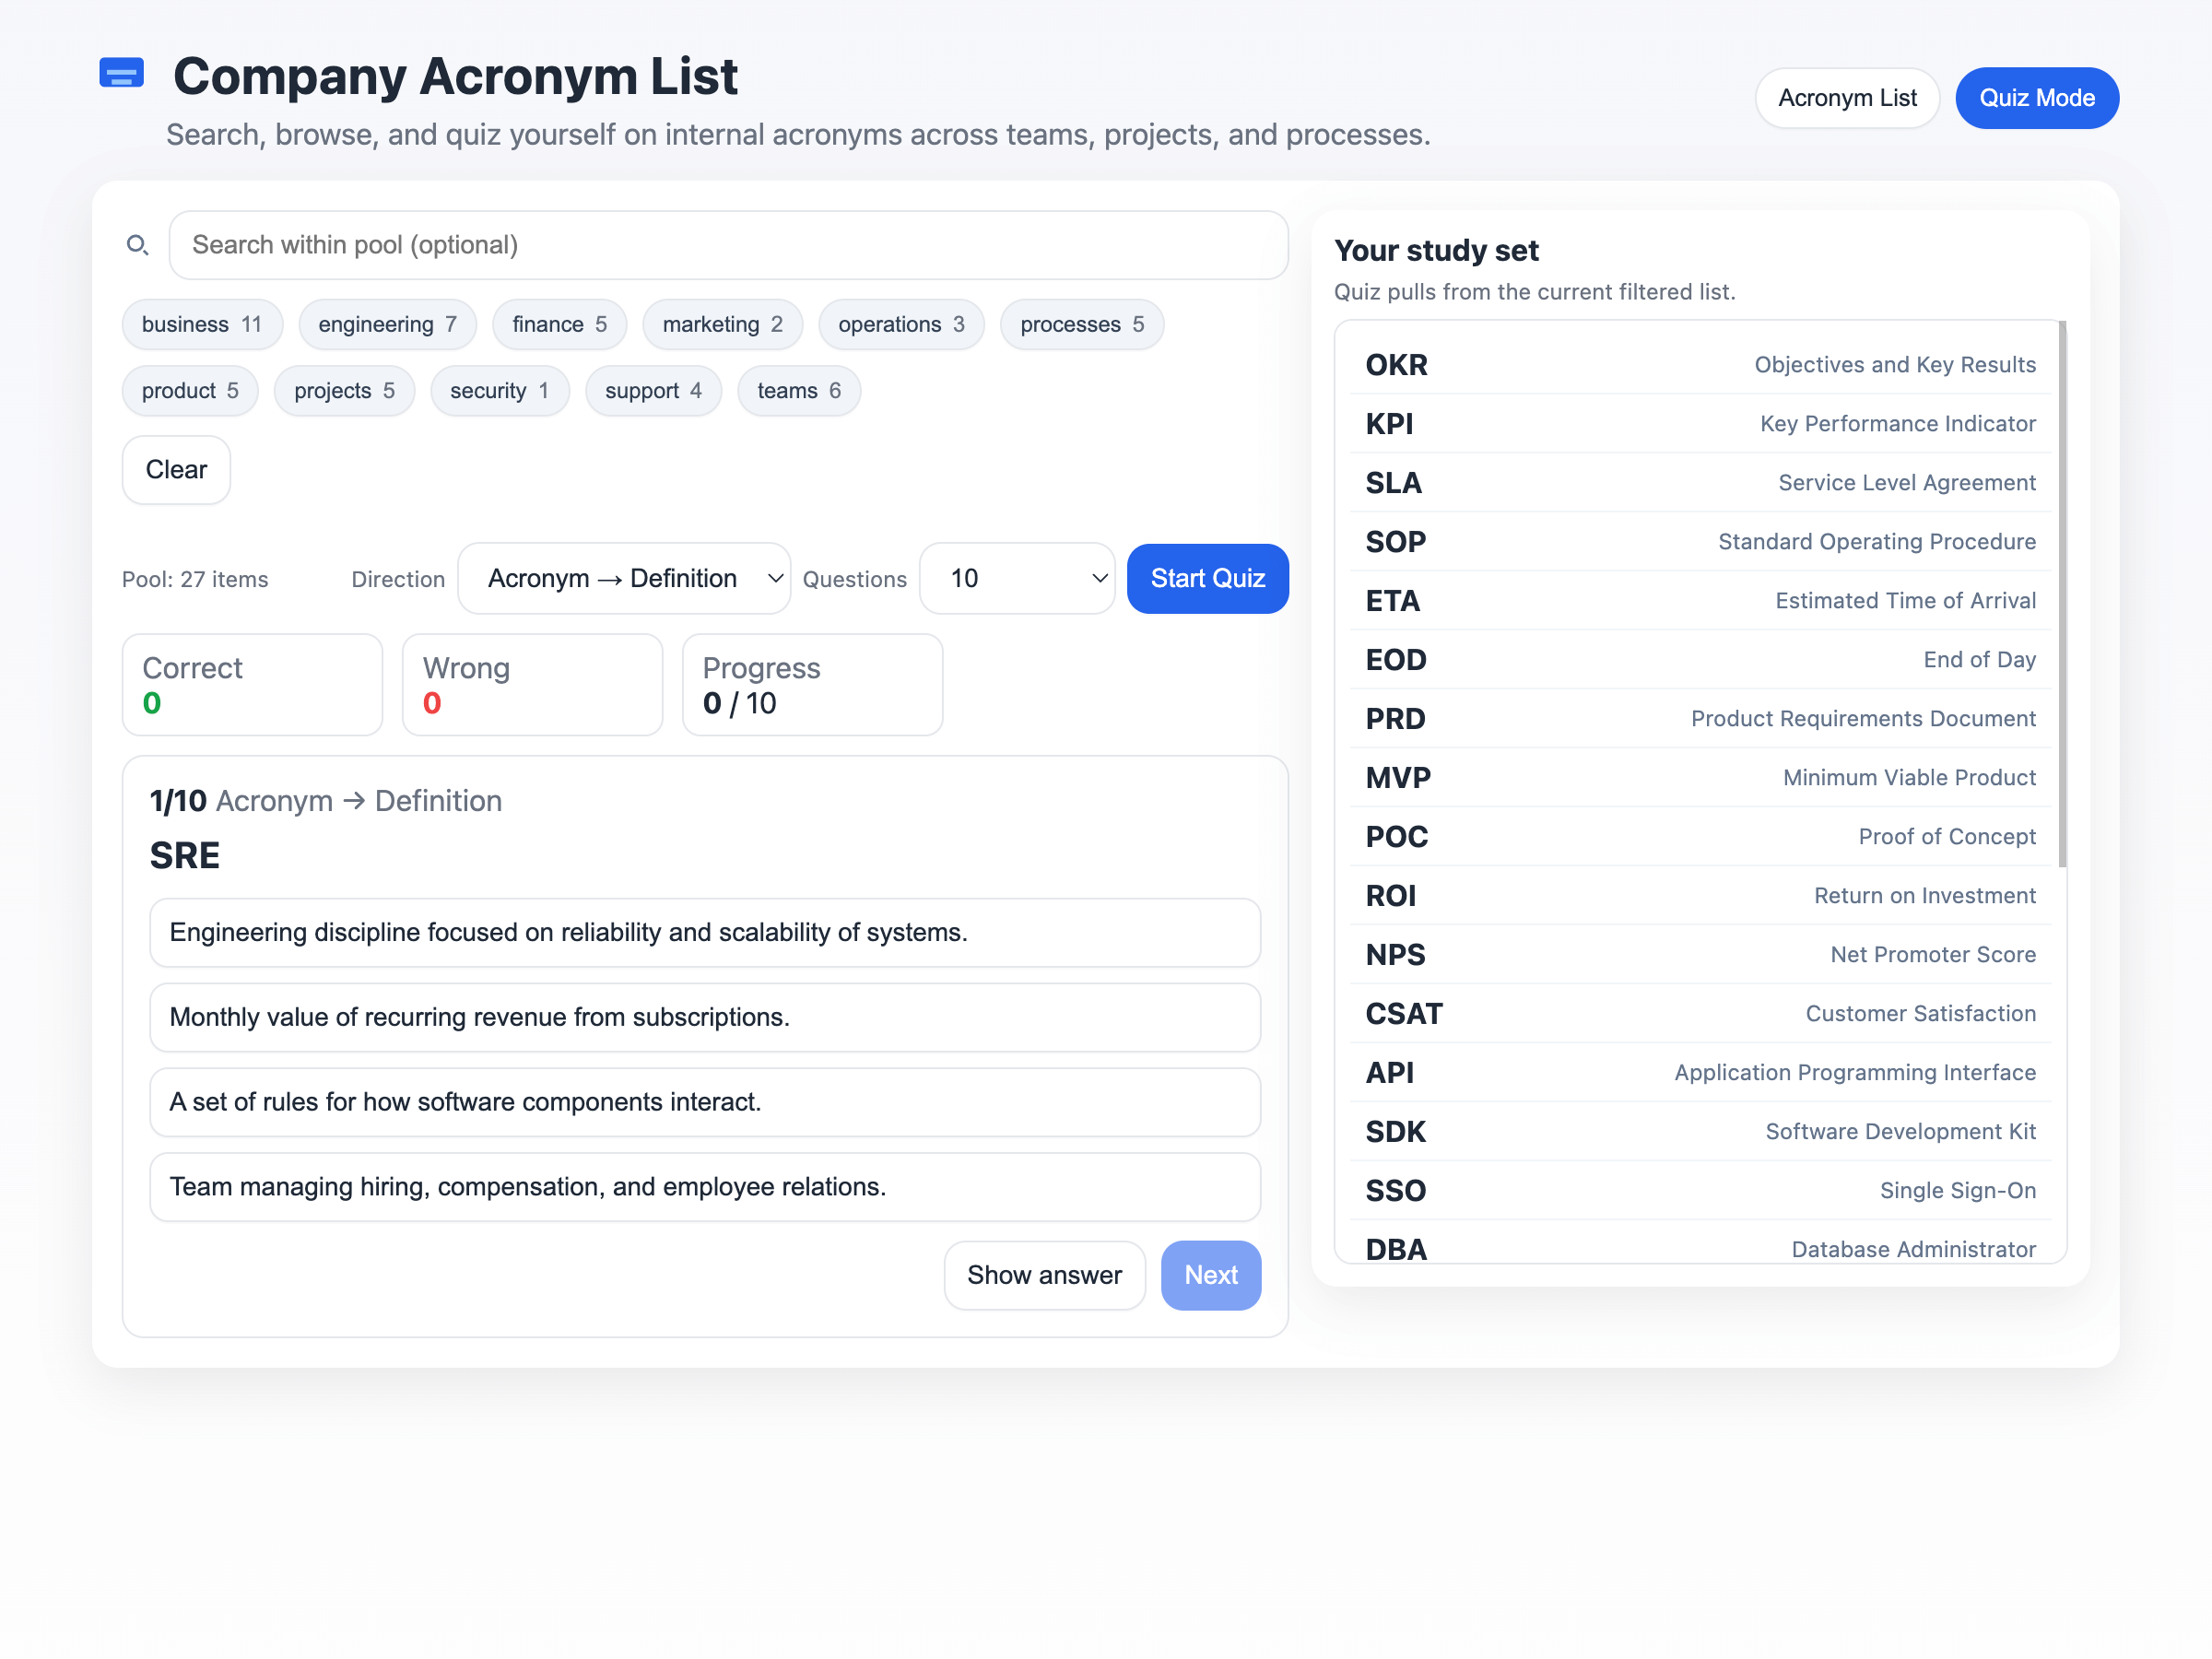 Company Acronym List
Search, browse, and quiz yourself on internal acronyms across teams, projects, and processes.
Acronym List
Quiz Mode
Search within pool (optional)
business 11
engineering 7
finance 5
marketing 2
operations 3
processes 5
product 5
projects 5
security 1
support 4
teams 6
Clear
Pool: 27 items
Direction
Acronym → Definition
Questions
10
Start Quiz
Correct
0
Wrong
0
Progress
0 / 10
1/10 Acronym → Definition
SRE
Engineering discipline focused on reliability and scalability of systems.
Monthly value of recurring revenue from subscriptions.
A set of rules for how software components interact.
Team managing hiring, compensation, and employee relations.
Show answer
Next
Your study set
Quiz pulls from the current filtered list.
OKR Objectives and Key Results
KPI Key Performance Indicator
SLA Service Level Agreement
SOP Standard Operating Procedure
ETA Estimated Time of Arrival
EOD End of Day
PRD Product Requirements Document
MVP Minimum Viable Product
POC Proof of Concept
ROI Return on Investment
NPS Net Promoter Score
CSAT Customer Satisfaction
API Application Programming Interface
SDK Software Development Kit
SSO Single Sign-On
DBA Database Administrator